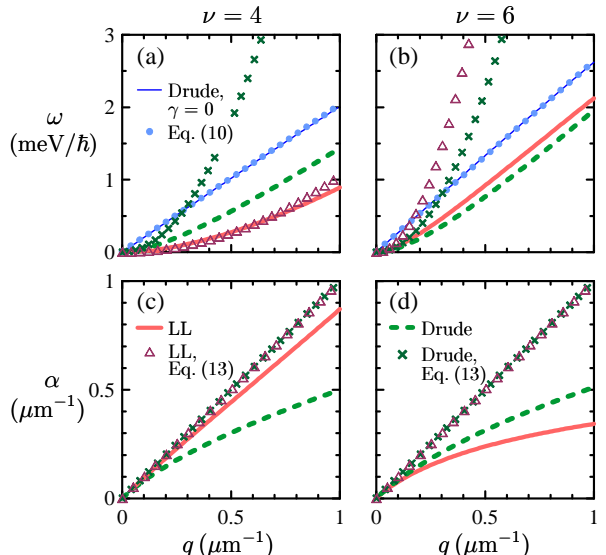 ν = 4
ν = 6
3
2
1
0
ω
(meV/ħ)
(a)
Drude,
γ = 0
Eq. (10)
(b)
1
0.5
0
α
(μm⁻¹)
(c)
LL
LL,
Eq. (13)
(d)
Drude
Drude,
Eq. (13)
0
0.5
1
0
0.5
1
q (μm⁻¹)
q (μm⁻¹)